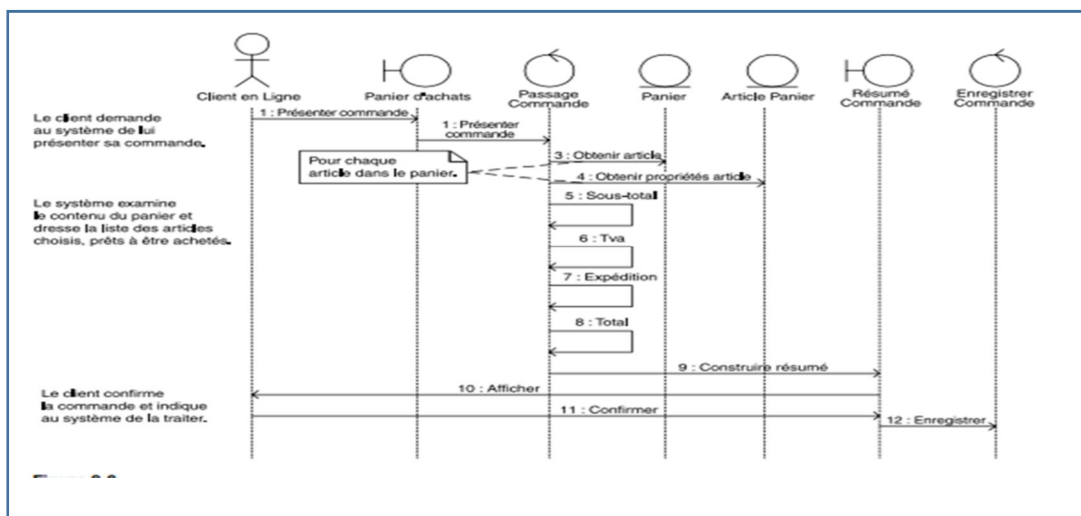 Client en Ligne
Panier d'achats
Passage
Commande
Panier
Article Panier
Résumé
Commande
Enregistrer
Commande
Le client demande
au système de lui
présenter sa commande.
1 : Présenter commande
1 : Présenter
commande
Pour chaque
article dans le panier.
3 : Obtenir article
4 : Obtenir propriétés article
Le système examine
le contenu du panier et
dresse la liste des articles
choisis, prêts à être achetés.
5 : Sous-total
6 : Tva
7 : Expédition
8 : Total
9 : Construire résumé
Le client confirme
la commande et indique
au système de la traiter.
10 : Afficher
11 : Confirmer
12 : Enregistrer